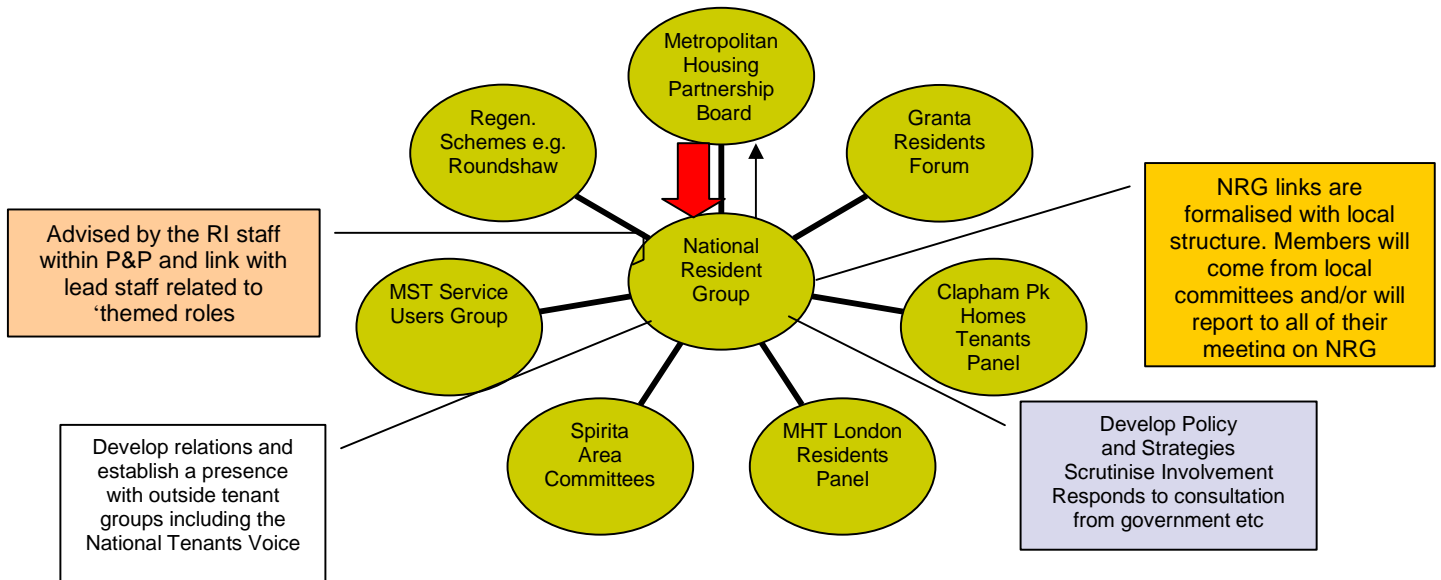 Metropolitan
Housing
Partnership
Board
Regen.
Schemes e.g.
Roundshaw
Granta
Residents
Forum
NRG links are
formalised with local
structure. Members will
come from local
committees and/or will
report to all of their
meeting on NRG
Advised by the RI staff
within P&P and link with
lead staff related to
‘themed roles
National
Resident
Group
MST Service
Users Group
Clapham Pk
Homes
Tenants
Panel
Spirita
Area
Committees
MHT London
Residents
Panel
Develop Policy
and Strategies
Scrutinise Involvement
Responds to consultation
from government etc
Develop relations and
establish a presence
with outside tenant
groups including the
National Tenants Voice